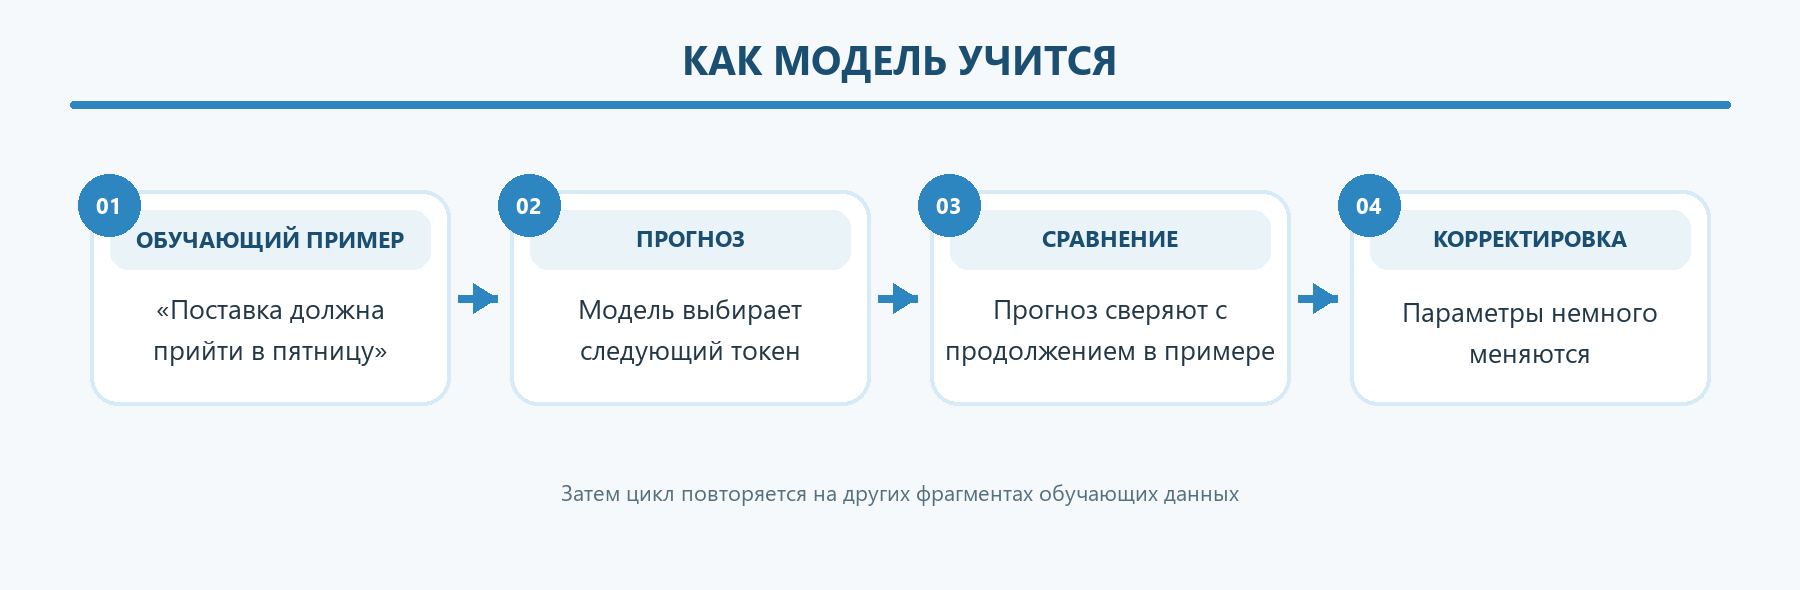 КАК МОДЕЛЬ УЧИТСЯ
01
ОБУЧАЮЩИЙ ПРИМЕР
«Поставка должна
прийти в пятницу»
02
ПРОГНОЗ
Модель выбирает
следующий токен
03
СРАВНЕНИЕ
Прогноз сверяют с
продолжением в примере
04
КОРРЕКТИРОВКА
Параметры немного
меняются
Затем цикл повторяется на других фрагментах обучающих данных